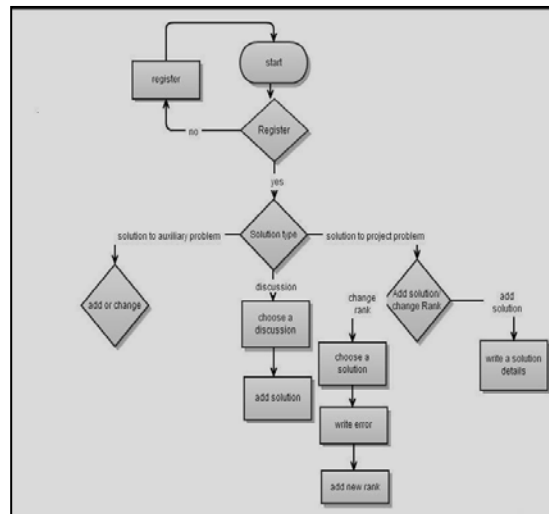 start
register
Register
no
yes
solution to auxiliary problem
Solution type
solution to project problem
add or change
discussion
choose a
discussion
add solution
change
rank
Add solution/
change Rank
add
solution
choose a
solution
write a solution
details
write error
add new rank